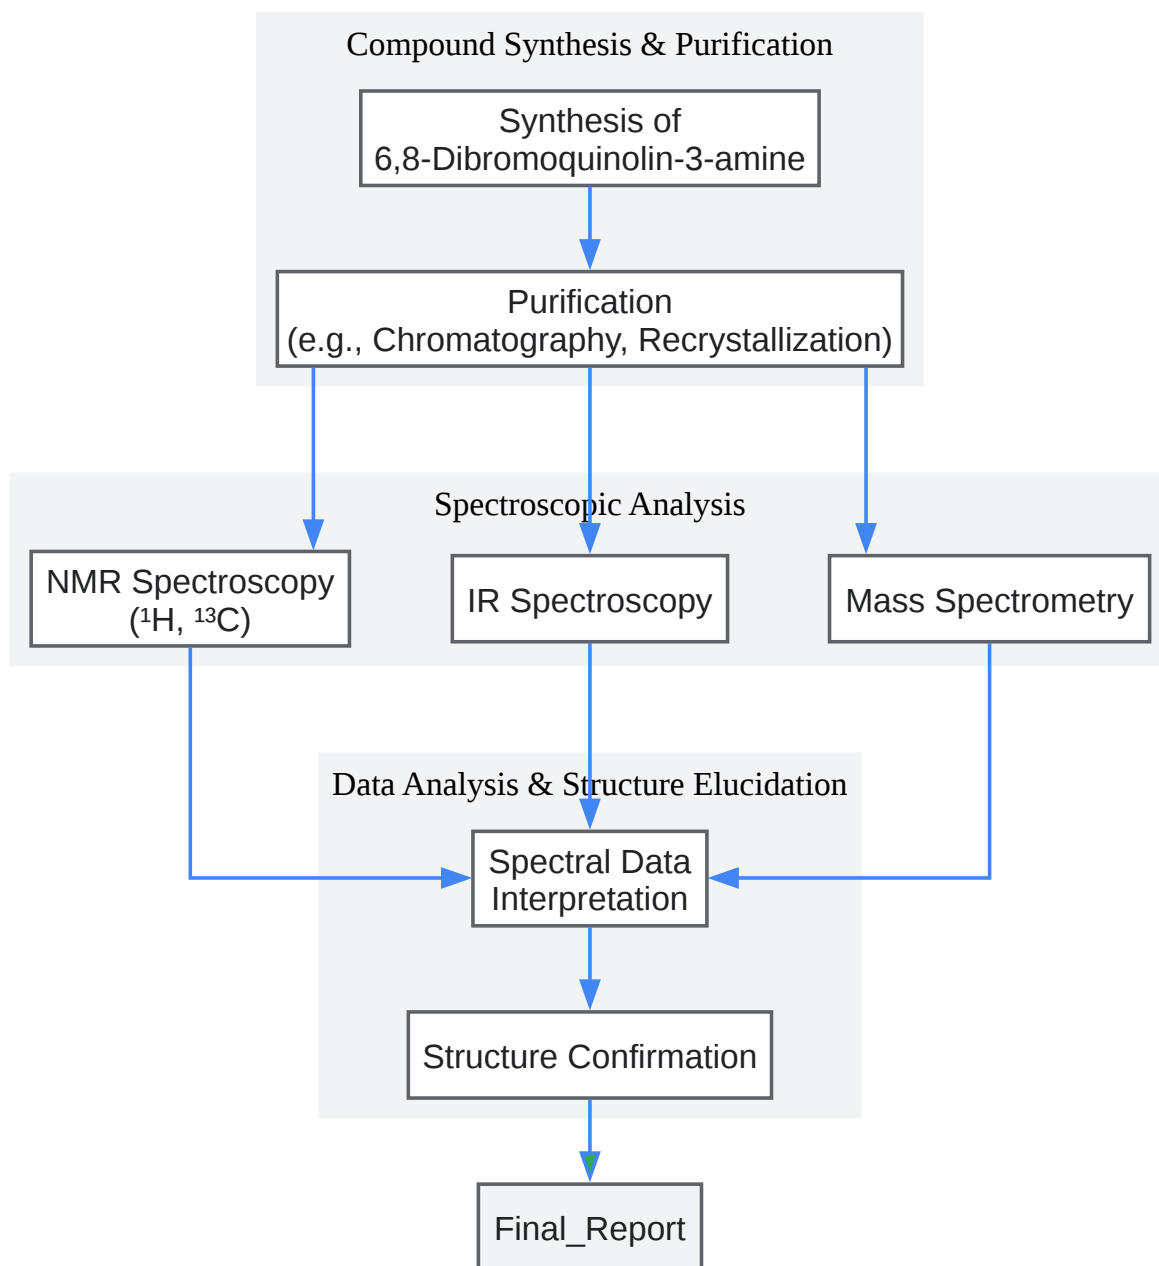 Compound Synthesis & Purification
Synthesis of
6,8-Dibromoquinolin-3-amine
Purification
(e.g., Chromatography, Recrystallization)
Spectroscopic Analysis
NMR Spectroscopy
(¹H, ¹³C)
IR Spectroscopy
Mass Spectrometry
Data Analysis & Structure Elucidation
Spectral Data
Interpretation
Structure Confirmation
Final_Report